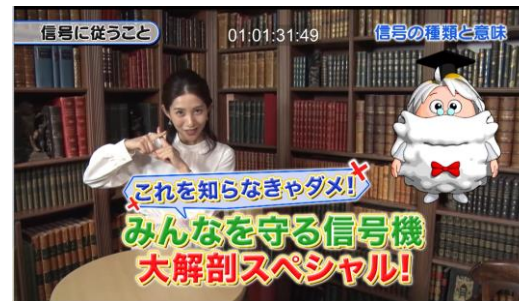 信号に従うこと
01:01:31:49
信号の種類と意味
これを知らなきゃダメ!
みんなを守る信号機
大解剖スペシャル!